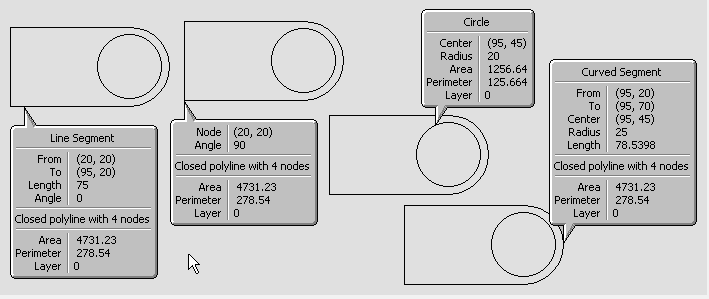 Line Segment
From (20, 20)
To (95, 20)
Length 75
Angle 0
Closed polyline with 4 nodes
Area 4731.23
Perimeter 278.54
Layer 0
Node (20, 20)
Angle 90
Closed polyline with 4 nodes
Area 4731.23
Perimeter 278.54
Layer 0
Circle
Center (95, 45)
Radius 20
Area 1256.64
Perimeter 125.664
Layer 0
Curved Segment
From (95, 20)
To (95, 70)
Center (95, 45)
Radius 25
Length 78.5398
Closed polyline with 4 nodes
Area 4731.23
Perimeter 278.54
Layer 0